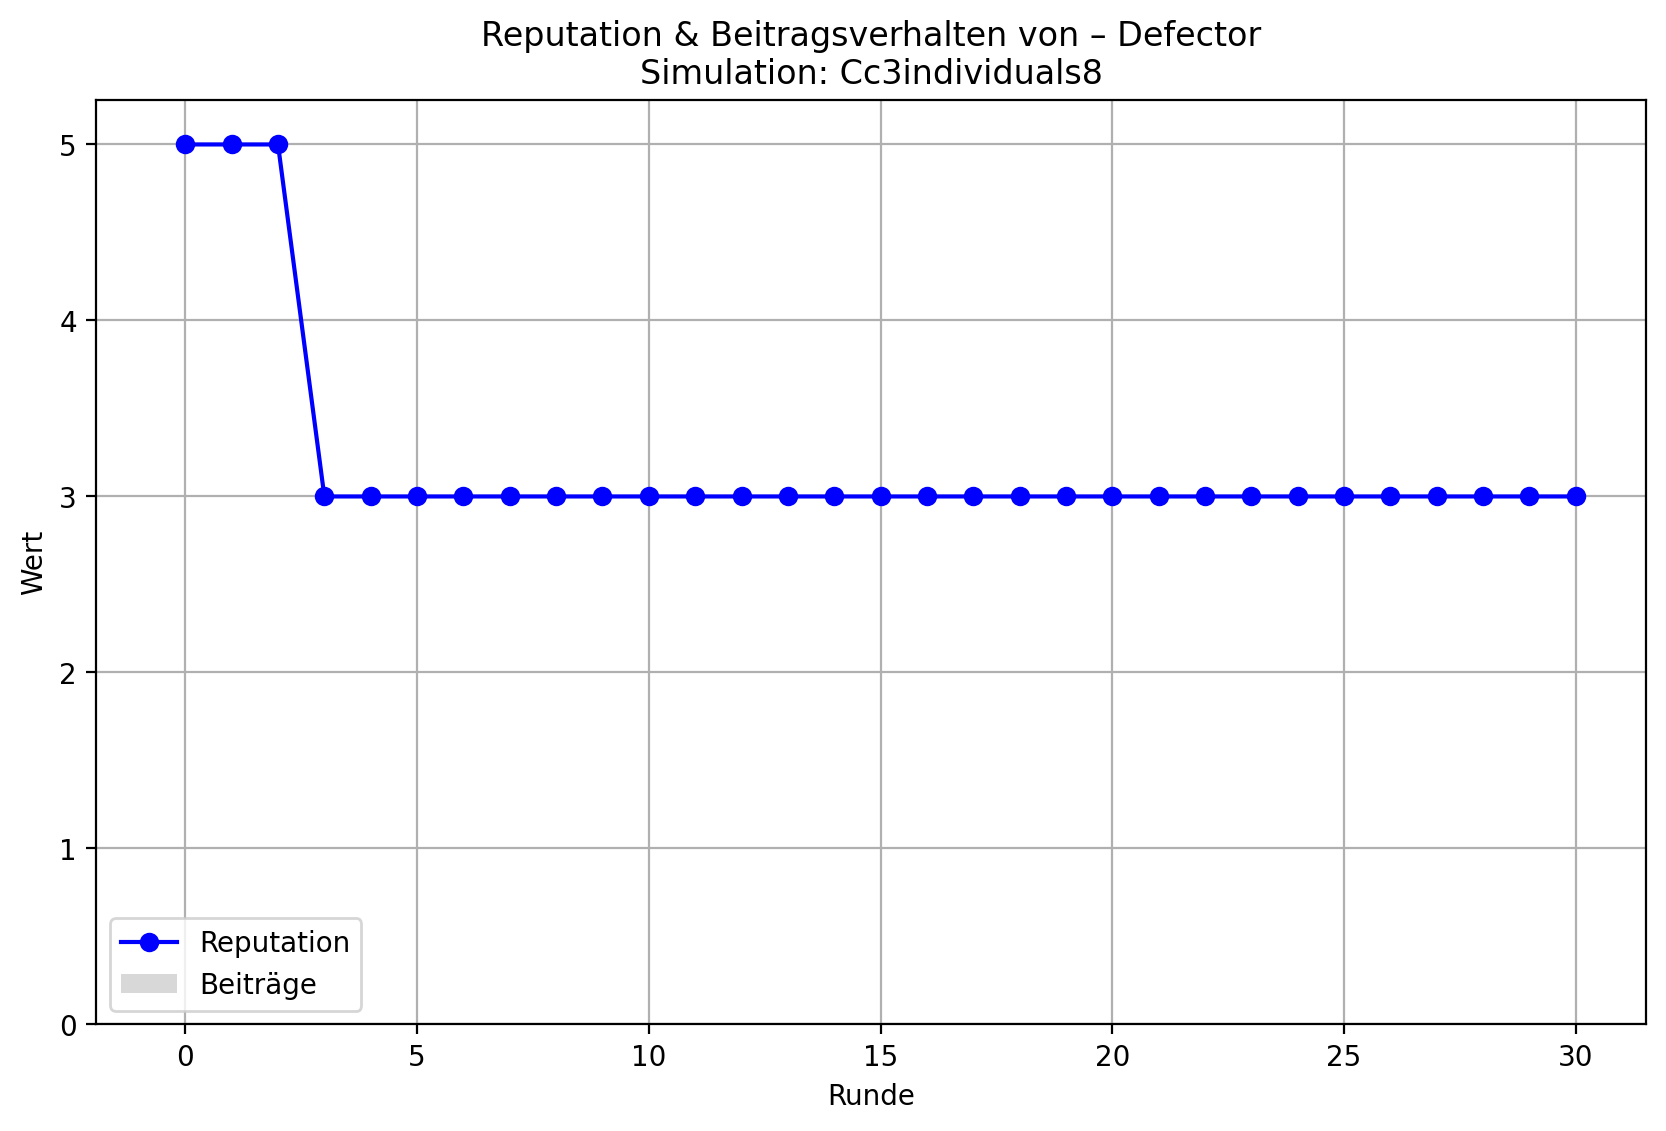 Reputation & Beitragsverhalten von – Defector
Simulation: Cc3individuals8
5
4
3
2
1
0
Wert
Reputation
Beiträge
0 5 10 15 20 25 30
Runde